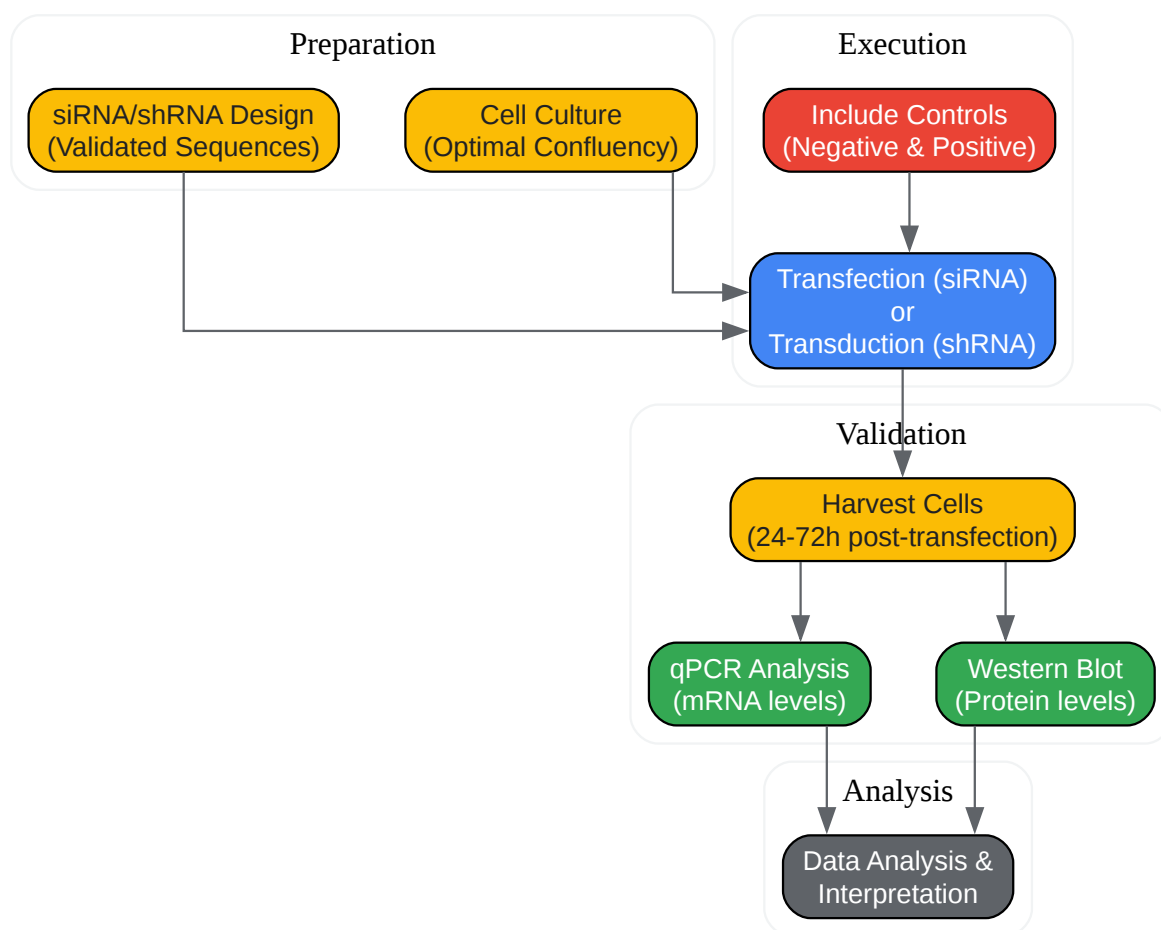 Preparation
siRNA/shRNA Design
(Validated Sequences)
Cell Culture
(Optimal Confluency)
Execution
Include Controls
(Negative & Positive)
Transfection (siRNA)
or
Transduction (shRNA)
Validation
Harvest Cells
(24-72h post-transfection)
qPCR Analysis
(mRNA levels)
Western Blot
(Protein levels)
Analysis
Data Analysis &
Interpretation